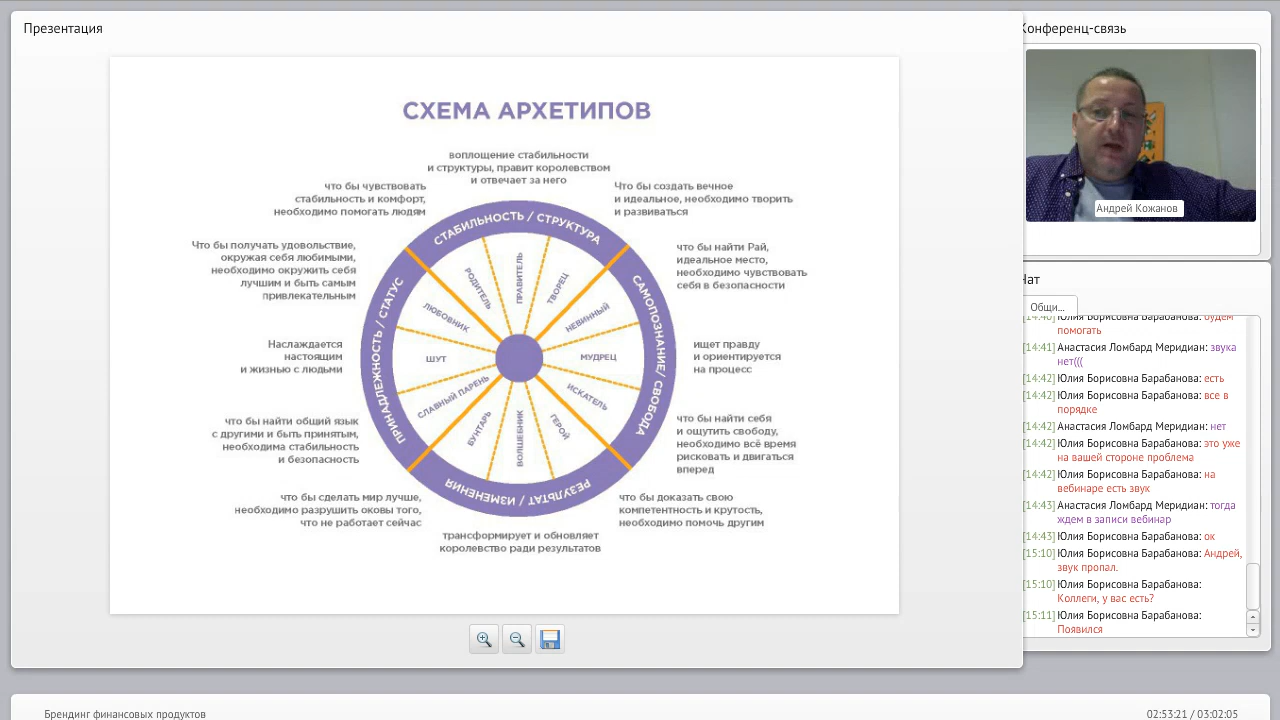 Презентация
СХЕМА АРХЕТИПОВ
воплощение стабильности
и структуры, правит королевством
и отвечает за него
что бы чувствовать
стабильность и комфорт,
необходимо помогать людям
Что бы создать вечное
и идеальное, необходимо творить
и развиваться
Что бы получать удовольствие,
окружая себя любимыми,
необходимо окружить себя
лучшим и быть самым
привлекательным
что бы найти Рай,
идеальное место,
необходимо чувствовать
себя в безопасности
Наслаждается
настоящим
и жизнью с людьми
ищет правду
и ориентируется
на процесс
что бы найти общий язык
с другими и быть принятым,
необходима стабильность
и безопасность
что бы найти себя
и ощутить свободу,
необходимо всё время
рисковать и двигаться
вперед
что бы сделать мир лучше,
необходимо разрушить оковы того,
что не работает сейчас
что бы доказать свою
компетентность и крутость,
необходимо помочь другим
трансформирует и обновляет
королевство ради результатов
СТАБИЛЬНОСТЬ / СТРУКТУРА
САМОПОЗНАНИЕ/ СВОБОДА
РЕЗУЛЬТАТ / ИЗМЕНЕНИЯ
ПРИНАДЛЕЖНОСТЬ / СТАТУС
РОДИТЕЛЬ
ПРАВИТЕЛЬ
ТВОРЕЦ
НЕВИННЫЙ
МУДРЕЦ
ИСКАТЕЛЬ
ГЕРОЙ
ВОЛШЕБНИК
БУНТАРЬ
СЛАВНЫЙ ПАРЕНЬ
ШУТ
ЛЮБОВНИК
Конференц-связь
Андрей Кожанов
Чат
Общи...
[14:40] Юлия Борисовна Барабанова: будем
помогать
[14:41] Анастасия Ломбард Меридиан: звука
нет(((
[14:42] Юлия Борисовна Барабанова: есть
[14:42] Юлия Борисовна Барабанова: все в
порядке
[14:42] Анастасия Ломбард Меридиан: нет
[14:42] Юлия Борисовна Барабанова: это уже
на вашей стороне проблема
[14:42] Юлия Борисовна Барабанова: на
вебинаре есть звук
[14:43] Анастасия Ломбард Меридиан: тогда
ждем в записи вебинар
[14:43] Юлия Борисовна Барабанова: ок
[15:10] Юлия Борисовна Барабанова: Андрей,
звук пропал.
[15:10] Юлия Борисовна Барабанова:
Коллеги, у вас есть?
[15:11] Юлия Борисовна Барабанова:
Появился
Брендинг финансовых продуктов
02:53:21 / 03:02:05